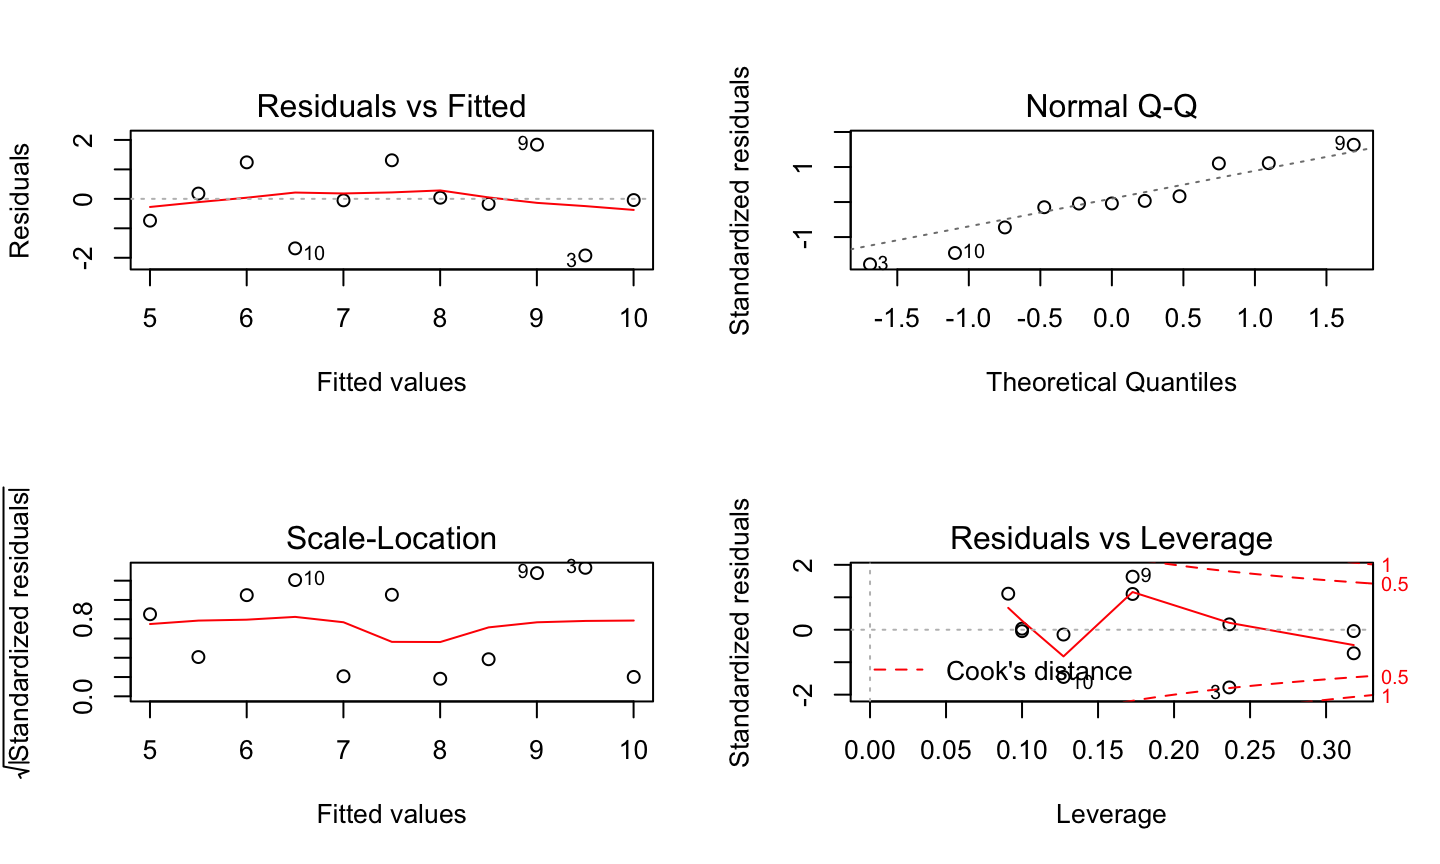 Residuals vs Fitted
Residuals
2
0
-2
9
10
3
5 6 7 8 9 10
Fitted values
Normal Q-Q
Standardized residuals
1
-1
9
10
3
-1.5 -1.0 -0.5 0.0 0.5 1.0 1.5
Theoretical Quantiles
Scale-Location
√|Standardized residuals|
0.8
0.0
10
9
3
5 6 7 8 9 10
Fitted values
Residuals vs Leverage
Standardized residuals
2
0
-2
9
10
3
Cook's distance
1
0.5
0.5
1
0.00 0.05 0.10 0.15 0.20 0.25 0.30
Leverage